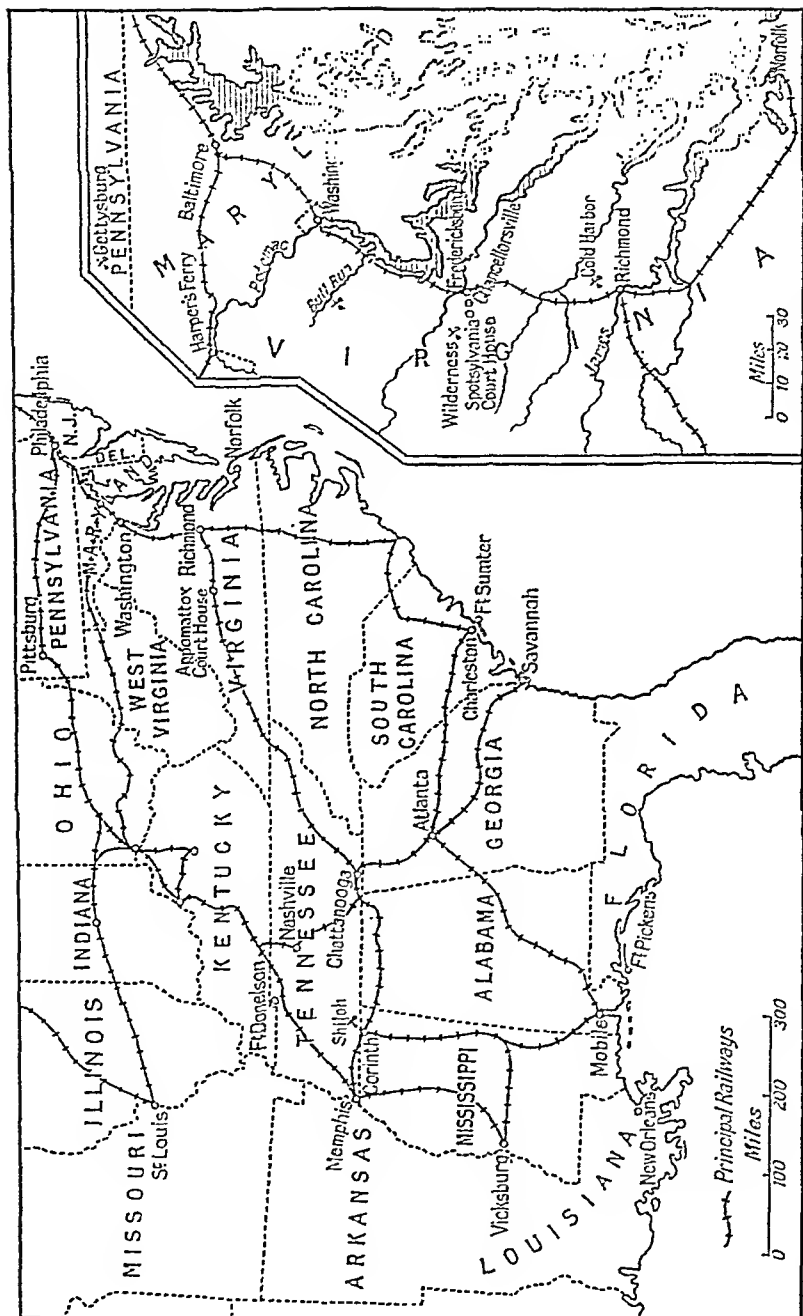 Pittsburg
Philadelphia
PENNSYLVANIA
N.J.
OHIO
INDIANA
ILLINOIS
MISSOURI
St. Louis
DEL
MARYLAND
Washington
WEST
VIRGINIA
Appomattox
Court House
Richmond
Norfolk
VIRGINIA
KENTUCKY
Ft Donelson
Nashville
TENNESSEE
NORTH CAROLINA
Shiloh
Chattanooga
Memphis
Corinth
ARKANSAS
SOUTH
CAROLINA
Atlanta
Charleston
Ft Sumter
Savannah
MISSISSIPPI
ALABAMA
GEORGIA
Vicksburg
LOUISIANA
Mobile
New Orleans
Ft Pickens
FLORIDA
Principal Railways
Miles
0 100 200 300
Gettysburg
PENNSYLVANIA
Harper's Ferry
Baltimore
Bull Run
Fredericksburg
Chancellorsville
Wilderness
Spotsylvania
Court House
Cold Harbor
Richmond
James
Norfolk
VIRGINIA
Miles
0 10 20 30